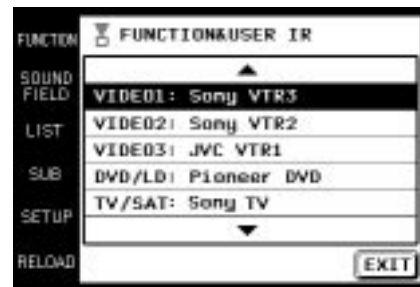 FUNCTION
SOUND
FIELD
LIST
SUB
SETUP
RELOAD
FUNCTION&USER IR
VIDEO1: Sony VTR3
VIDEO2: Sony VTR2
VIDEO3: JVC VTR1
DVD/LD: Pioneer DVD
TV/SAT: Sony TV
EXIT